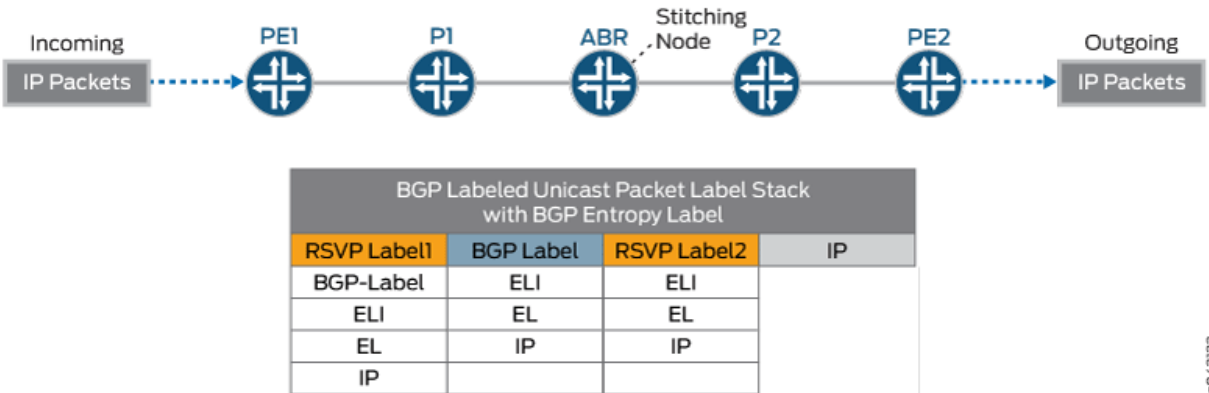 Incoming
IP Packets
PE1
P1
ABR
Stitching
Node
P2
PE2
Outgoing
IP Packets
BGP Labeled Unicast Packet Label Stack
with BGP Entropy Label
RSVP Label1 BGP Label RSVP Label2 IP
BGP-Label ELI ELI
ELI EL EL
EL IP IP
IP